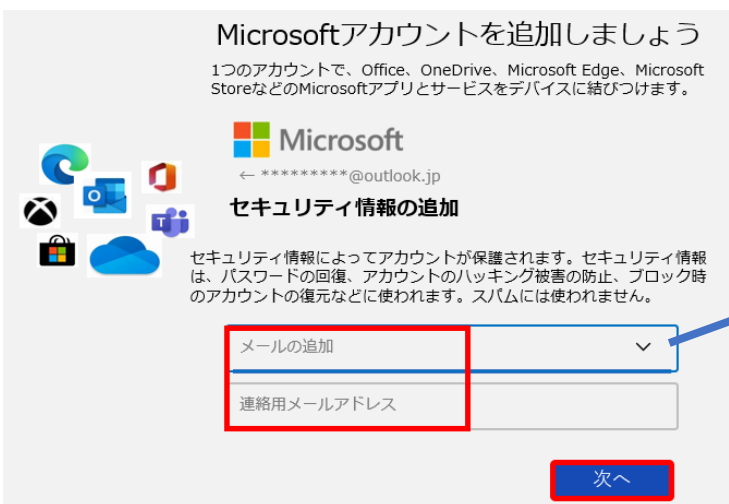 Microsoftアカウントを追加しましょう
1つのアカウントで、Office、OneDrive、Microsoft Edge、Microsoft
StoreなどのMicrosoftアプリとサービスをデバイスに結びつけます。
Microsoft
← *********@outlook.jp
セキュリティ情報の追加
セキュリティ情報によってアカウントが保護されます。セキュリティ情報
は、パスワードの回復、アカウントのハッキング被害の防止、ブロック時
のアカウントの復元などに使われます。スパムには使われません。
メールの追加
連絡用メールアドレス
次へ